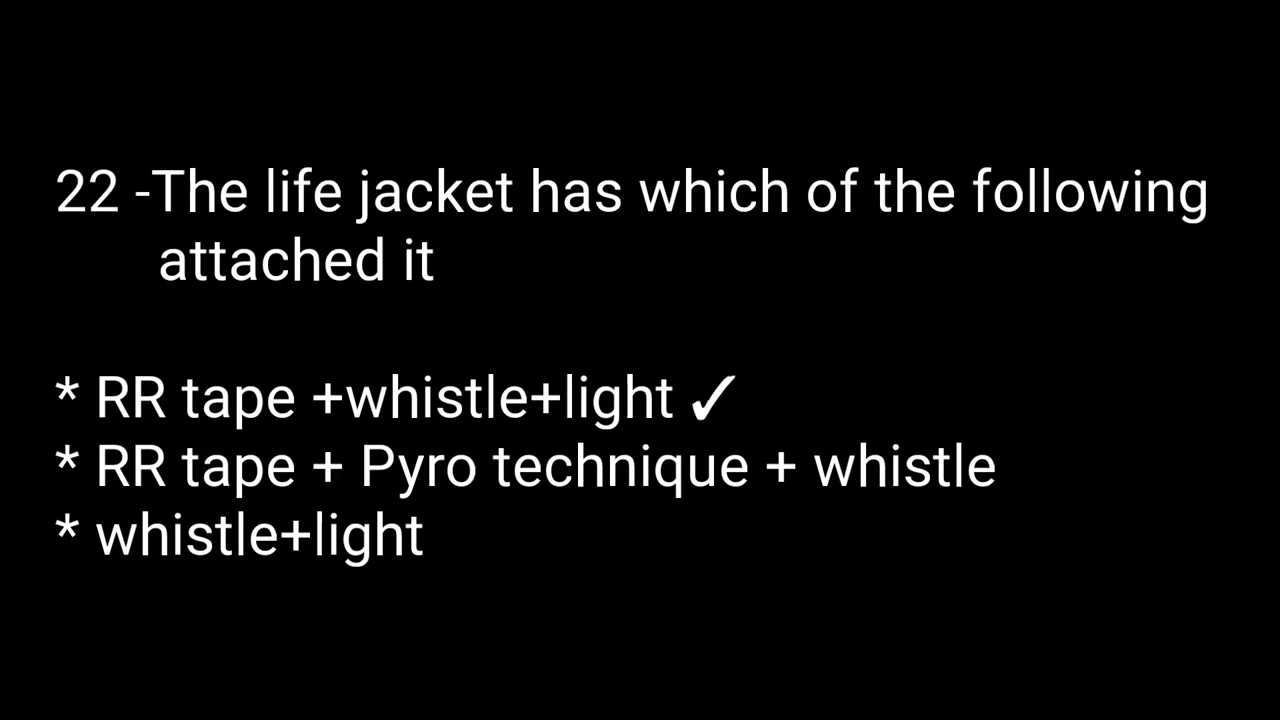 22 -The life jacket has which of the following
attached it
* RR tape +whistle+light ✓
* RR tape + Pyro technique + whistle
* whistle+light